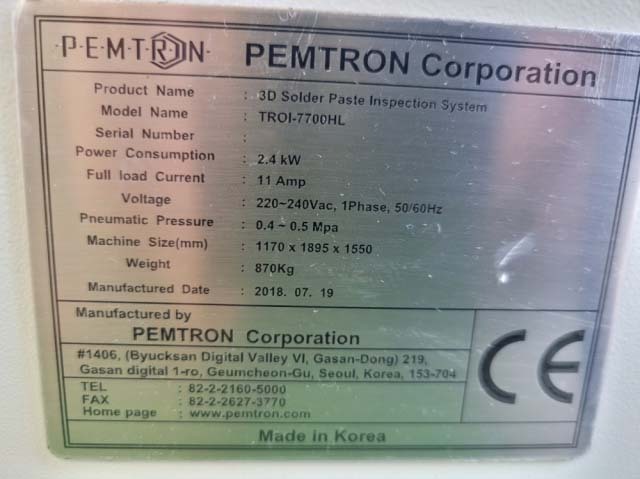 PEMTRON PEMTRON Corporation
Product Name : 3D Solder Paste Inspection System
Model Name : TROI-7700HL
Serial Number :
Power Consumption : 2.4 kW
Full load Current : 11 Amp
Voltage : 220~240Vac, 1Phase, 50/60Hz
Pneumatic Pressure : 0.4 ~ 0.5 Mpa
Machine Size(mm) : 1170 x 1895 x 1550
Weight : 870Kg
Manufactured Date : 2018. 07. 19
Manufactured by
PEMTRON Corporation
#1406, (Byucksan Digital Valley VI, Gasan-Dong) 219,
Gasan digital 1-ro, Geumcheon-Gu, Seoul, Korea, 153-704
TEL : 82-2-2160-5000
FAX : 82-2-2627-3770
Home page : www.pemtron.com
CE
Made in Korea